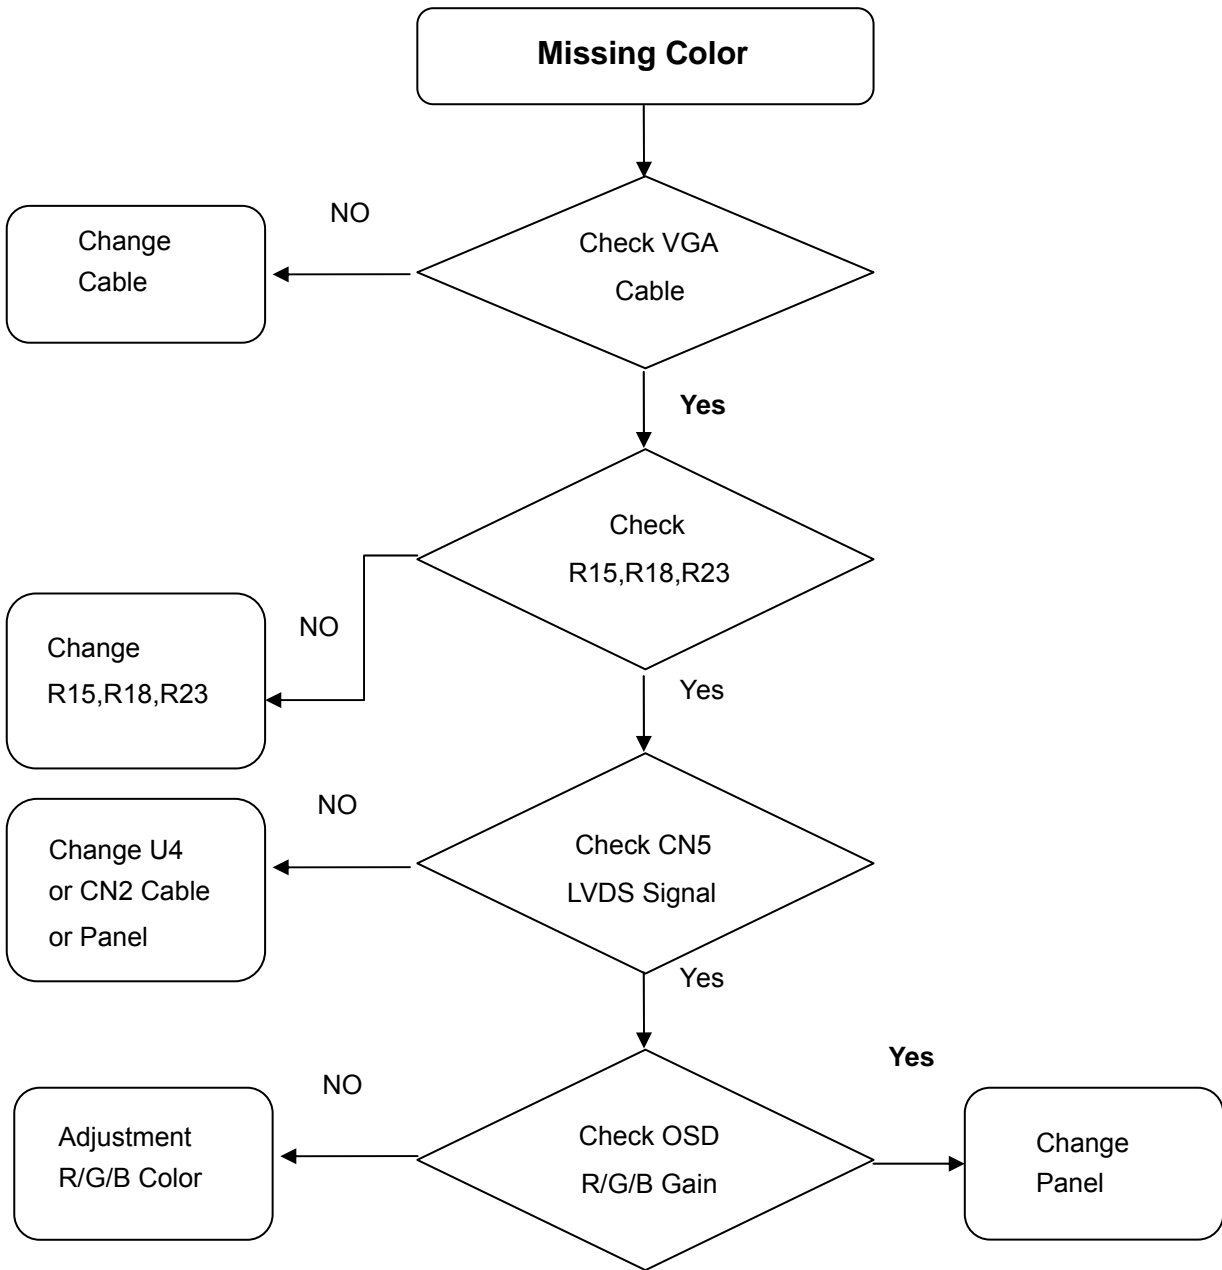 Missing Color
NO
Change
Cable
Check VGA
Cable
Yes
Check
R15,R18,R23
NO
Change
R15,R18,R23
Yes
NO
Change U4
or CN2 Cable
or Panel
Check CN5
LVDS Signal
Yes
NO
Adjustment
R/G/B Color
Check OSD
R/G/B Gain
Yes
Change
Panel